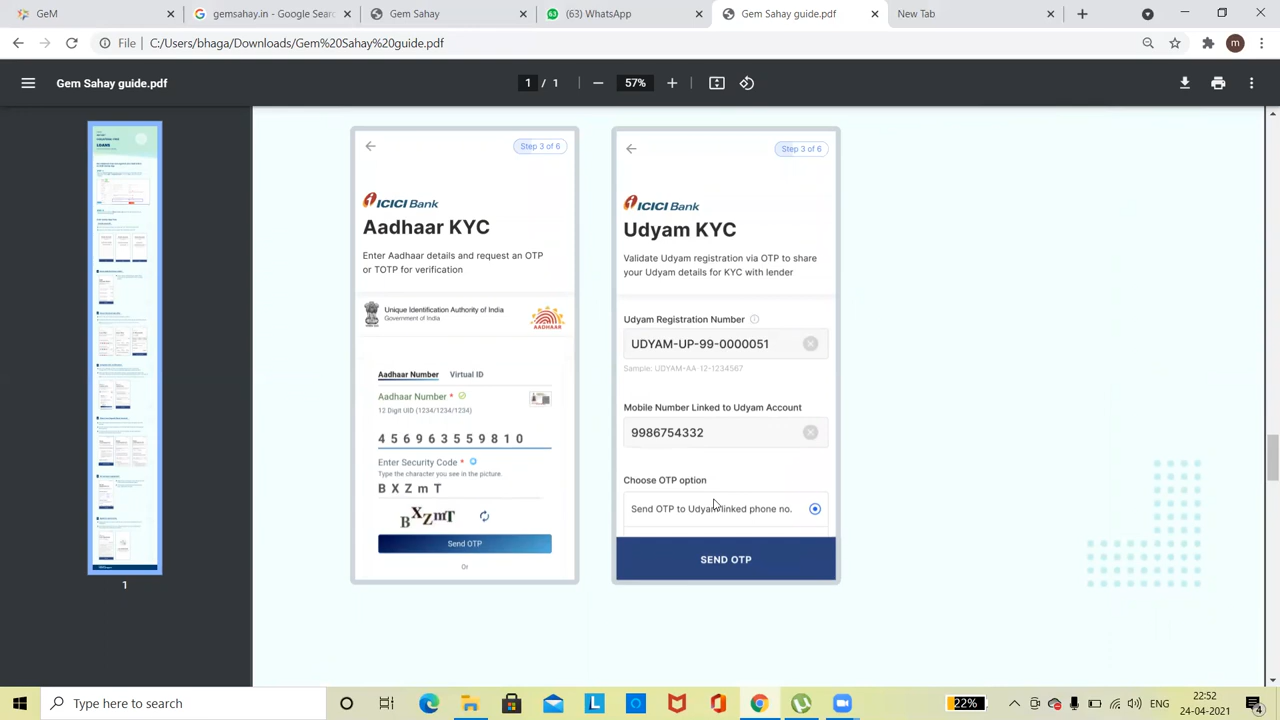 GeM
gemsahay - G
GeM
(63) WhatsApp
Gem Sahay guide.pdf
New Tab
File
C:/Users/bhaga/Downloads/Gem%20Sahay%20guide.pdf
m
Gem Sahay guide.pdf
1 / 1
57%
LOANS
1
Step 3 of 6
ICICI Bank
Aadhaar KYC
Enter Aadhaar details and request an OTP
an OTP for verification
Unique Identification Authority of India
Government of India
AADHAAR
Aadhaar Number
Virtual ID
Aadhaar Number *
12 Digit UID (1234/1234/1234)
5 6 9 6 3 5 5 9 8 1 0
Enter Security Code *
Type the character you see in the picture.
B X Z m T
BXZmT
Send OTP
Or
Step 3 of 6
ICICI Bank
Udyam KYC
Validate Udyam registration via OTP to share
your Udyam details for KYC with lender
Udyam Registration Number
UDYAM-UP-99-0000051
Sample: UDYAM-AA-12-1234567
Mobile Number Linked to Udyam Account
9986754332
Choose OTP option
Send OTP to Udyam linked phone no.
SEND OTP
Type here to search
22%
ENG
22:52
24-04-2021
4